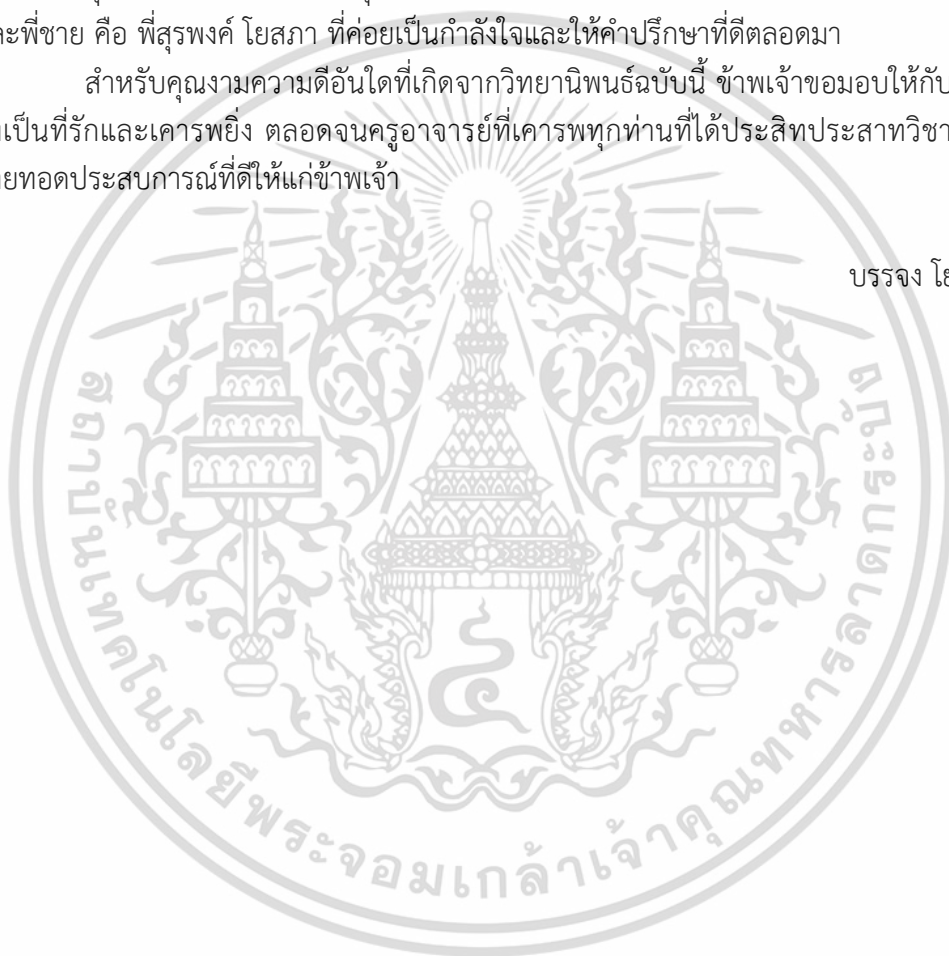 ละพี่ชาย คือ พี่สุรพงค์ โยสภา ที่ค่อยเป็นกำลังใจและให้คำปรึกษาที่ดีตลอดมา
สำหรับคุณงามความดีอันใดที่เกิดจากวิทยานิพนธ์ฉบับนี้ ข้าพเจ้าขอมอบให้กับ
เป็นที่รักและเคารพยิ่ง ตลอดจนครูอาจารย์ที่เคารพทุกท่านที่ได้ประสิทประสาทวิชา
ยทอดประสบการณ์ที่ดีให้แก่ข้าพเจ้า
บรรจง
สถาบันเทคโนโลยีพระจอมเกล้าเจ้าคุณทหารลาดกระบัง
๔